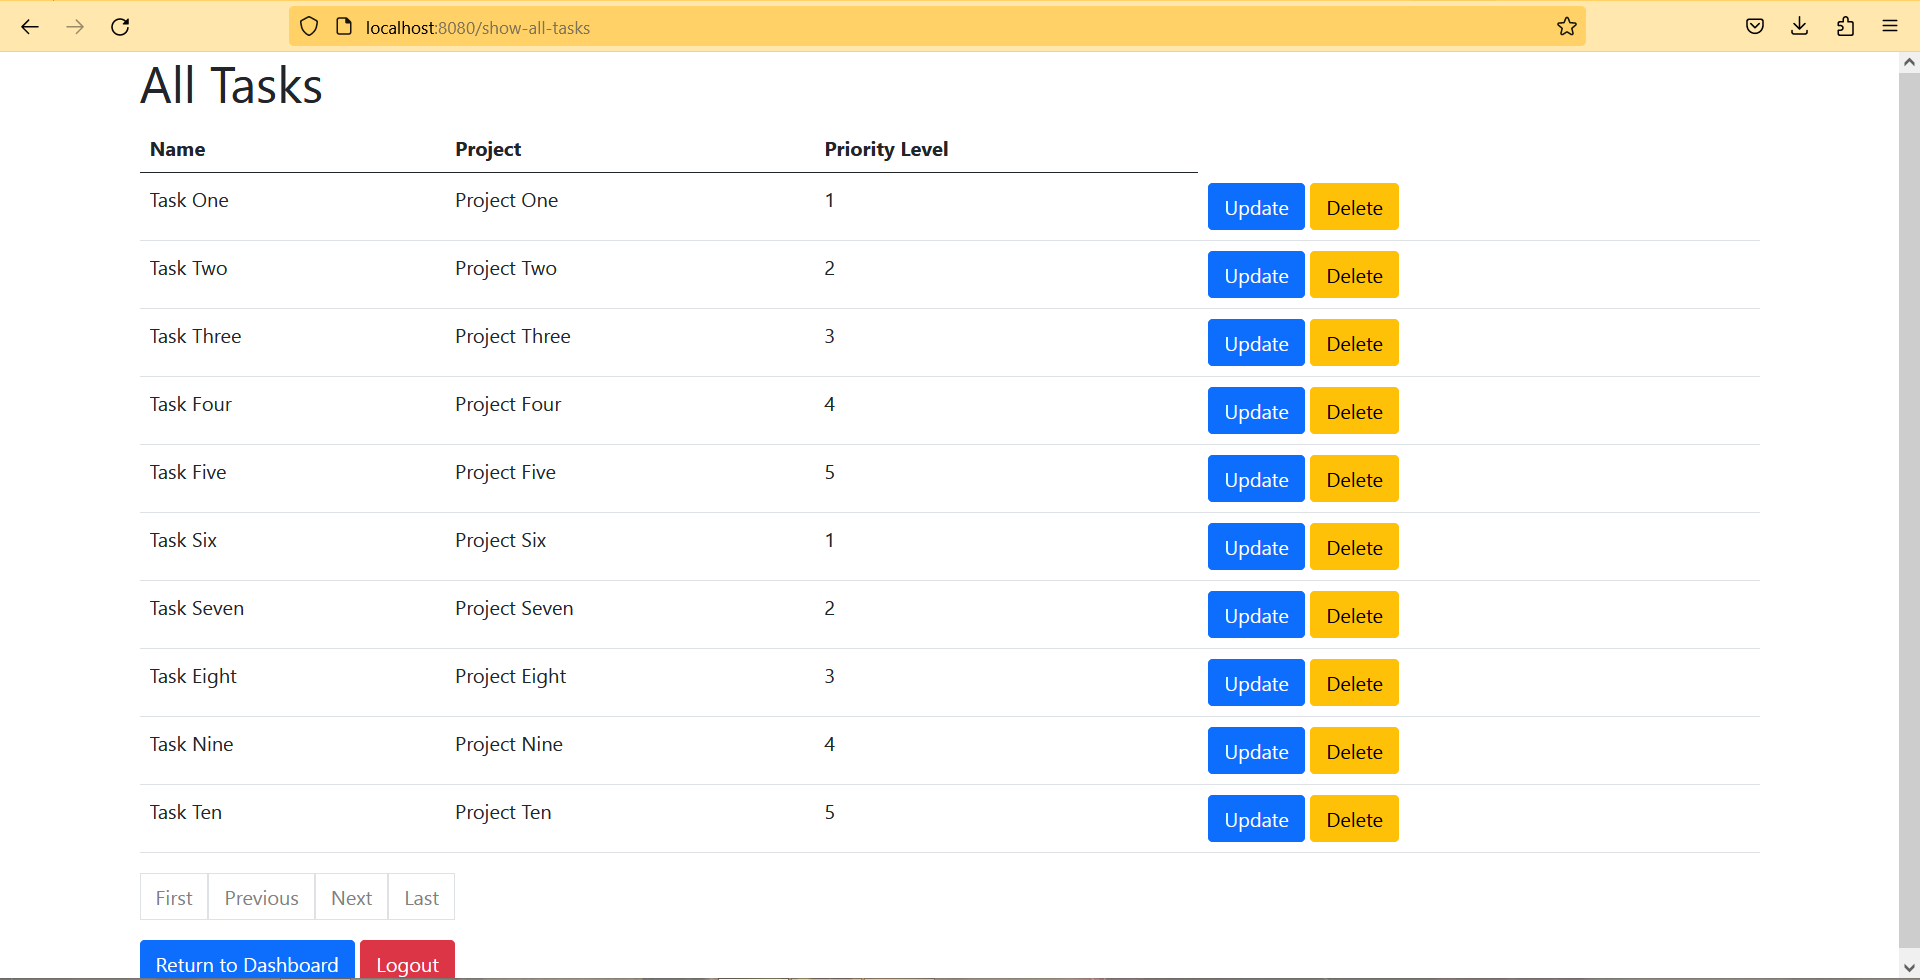 localhost:8080/show-all-tasks
All Tasks
Name Project Priority Level
Task One Project One 1 Update Delete
Task Two Project Two 2 Update Delete
Task Three Project Three 3 Update Delete
Task Four Project Four 4 Update Delete
Task Five Project Five 5 Update Delete
Task Six Project Six 1 Update Delete
Task Seven Project Seven 2 Update Delete
Task Eight Project Eight 3 Update Delete
Task Nine Project Nine 4 Update Delete
Task Ten Project Ten 5 Update Delete
First Previous Next Last
Return to Dashboard Logout